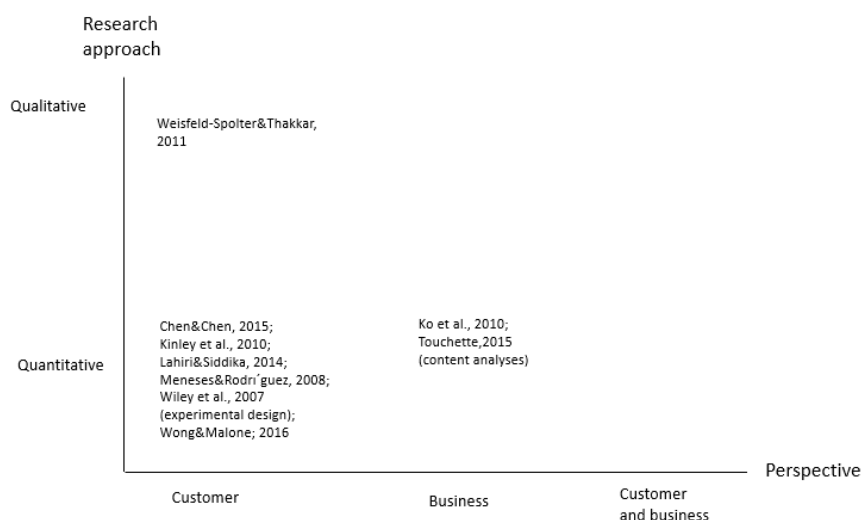 Research
approach
Qualitative
Weisfeld-Spolter&Thakkar,
2011
Chen&Chen, 2015;
Kinley et al., 2010;
Lahiri&Siddika, 2014;
Meneses&Rodrı´guez, 2008;
Wiley et al., 2007
(experimental design);
Wong&Malone; 2016
Ko et al., 2010;
Touchette,2015
(content analyses)
Quantitative
Perspective
Customer
Business
Customer
and business